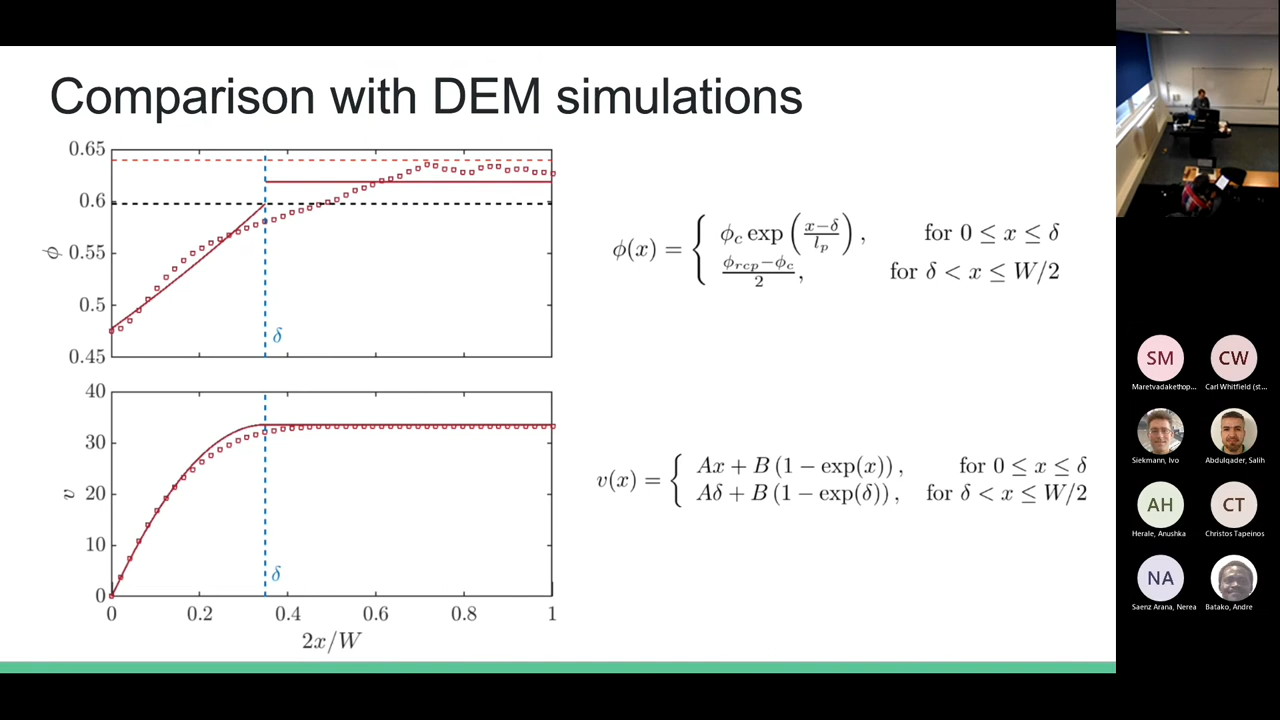 Comparison with DEM simulations
0.65
0.6
0.55
0.5
0.45
ϕ
δ
ϕ(x) = { ϕ_c exp((x−δ)/l_p), for 0 ≤ x ≤ δ
(ϕ_rcp−ϕ_c)/2, for δ < x ≤ W/2
40
30
20
10
0
v
δ
0 0.2 0.4 0.6 0.8 1
2x/W
v(x) = { Ax + B (1 − exp(x)), for 0 ≤ x ≤ δ
Aδ + B (1 − exp(δ)), for δ < x ≤ W/2
SM CW
Maretvadakethop... Carl Whitfield (st...
Siekmann, Ivo Abdulqader, Salih
AH CT
Herale, Anushka Christos Tapeinos
NA
Saenz Arana, Nerea Batako, Andre